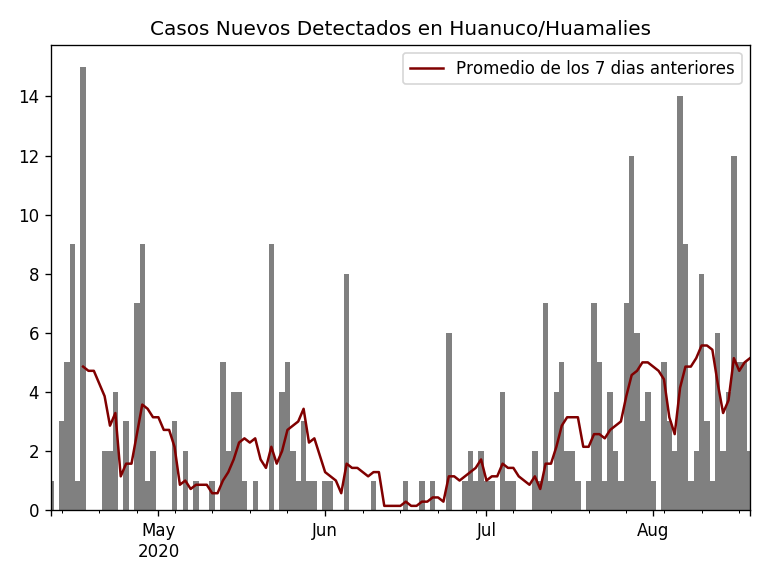 Casos Nuevos Detectados en Huanuco/Huamalies
Promedio de los 7 dias anteriores
14
12
10
8
6
4
2
0
May
2020
Jun
Jul
Aug